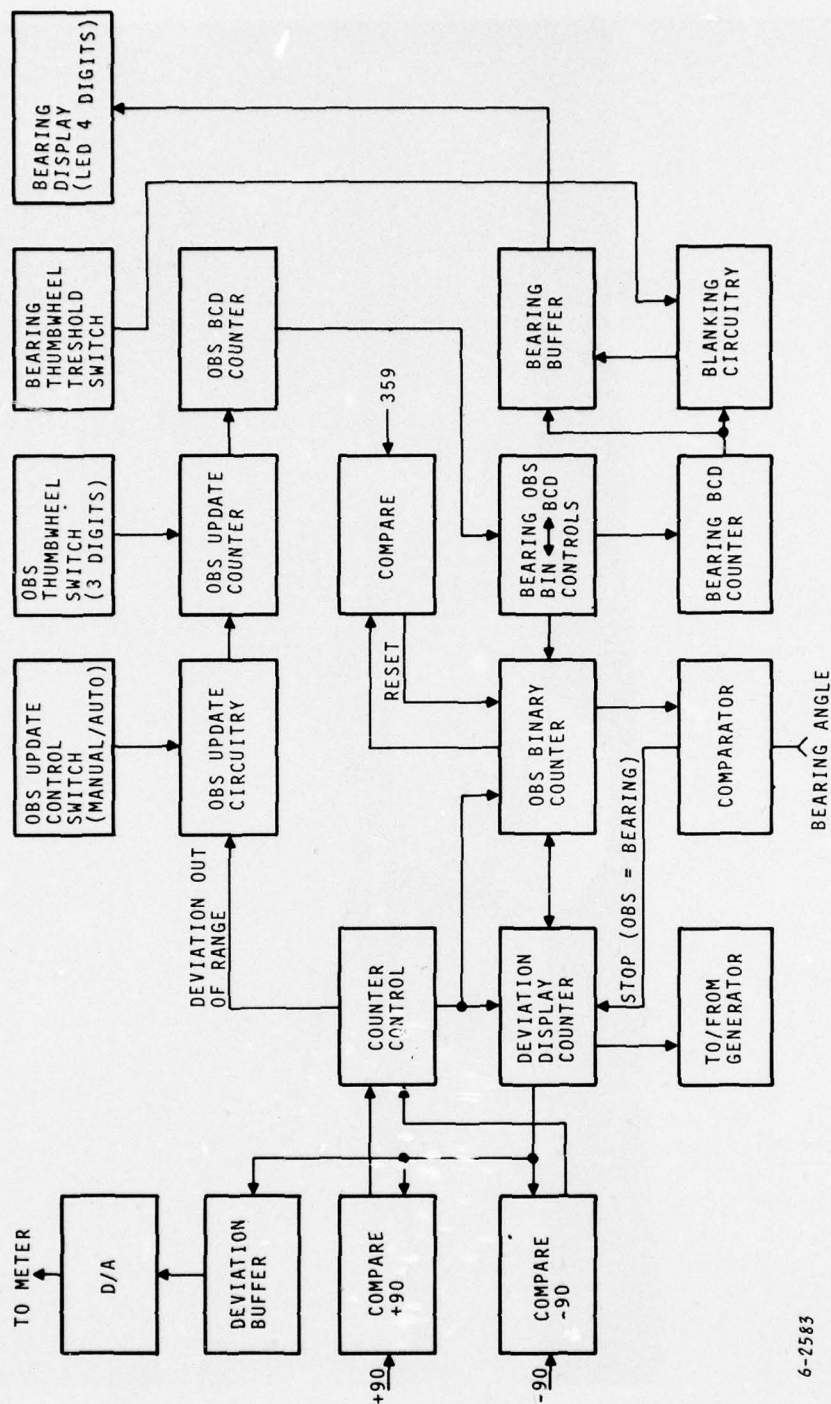 TO METER
D/A
DEVIATION
BUFFER
+90
COMPARE
+90
-90
COMPARE
-90
DEVIATION OUT
OF RANGE
COUNTER
CONTROL
DEVIATION
DISPLAY
COUNTER
STOP (OBS = BEARING)
TO/FROM
GENERATOR
OBS UPDATE
CONTROL
SWITCH
(MANUAL/AUTO)
OBS UPDATE
CIRCUITRY
RESET
OBS BINARY
COUNTER
COMPARATOR
BEARING ANGLE
OBS
THUMBWHEEL
SWITCH
(3 DIGITS)
OBS UPDATE
COUNTER
COMPARE
359
BEARING OBS
BIN BCD
CONTROLS
BEARING BCD
COUNTER
BEARING
THUMBWHEEL
TRESHOLD
SWITCH
OBS BCD
COUNTER
BEARING
BUFFER
BLANKING
CIRCUITRY
BEARING
DISPLAY
(LED 4 DIGITS)
6-2583